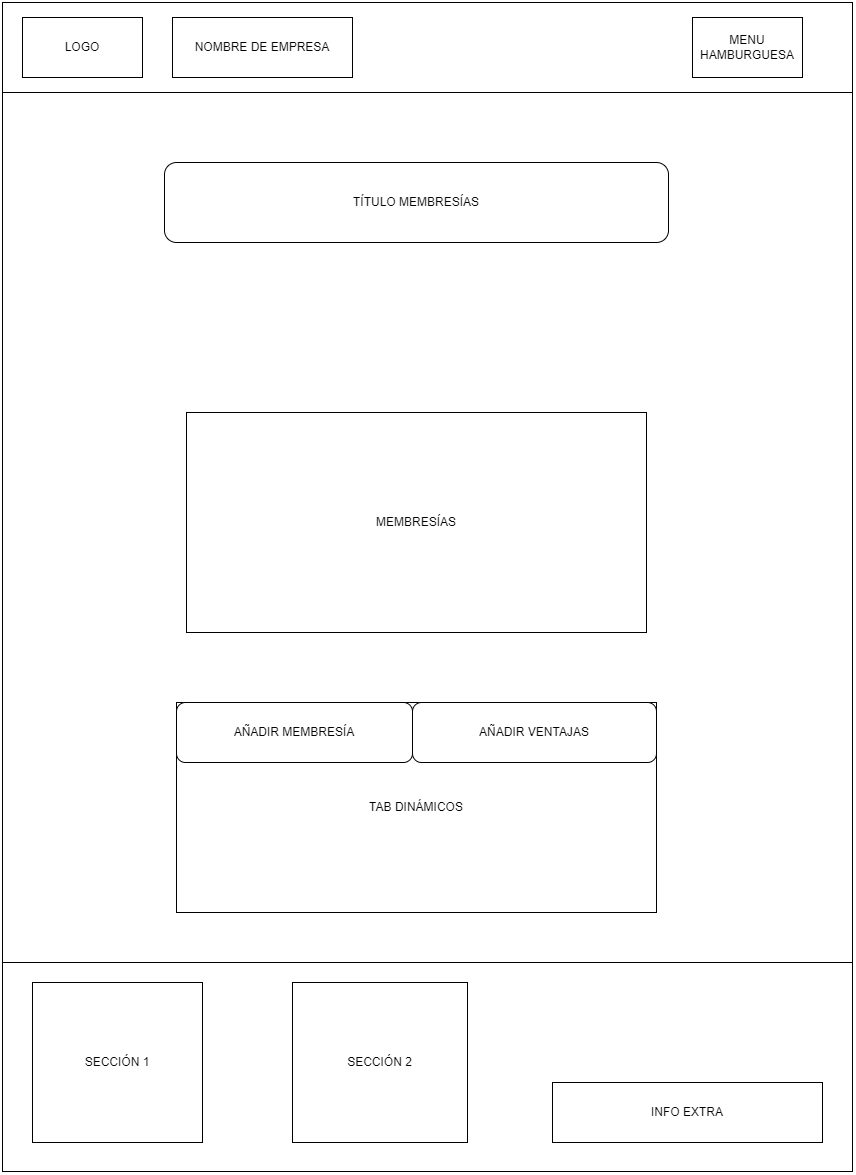 LOGO
NOMBRE DE EMPRESA
MENU
HAMBURGUESA
TÍTULO MEMBRESÍAS
MEMBRESÍAS
AÑADIR MEMBRESÍA
AÑADIR VENTAJAS
TAB DINÁMICOS
SECCIÓN 1
SECCIÓN 2
INFO EXTRA